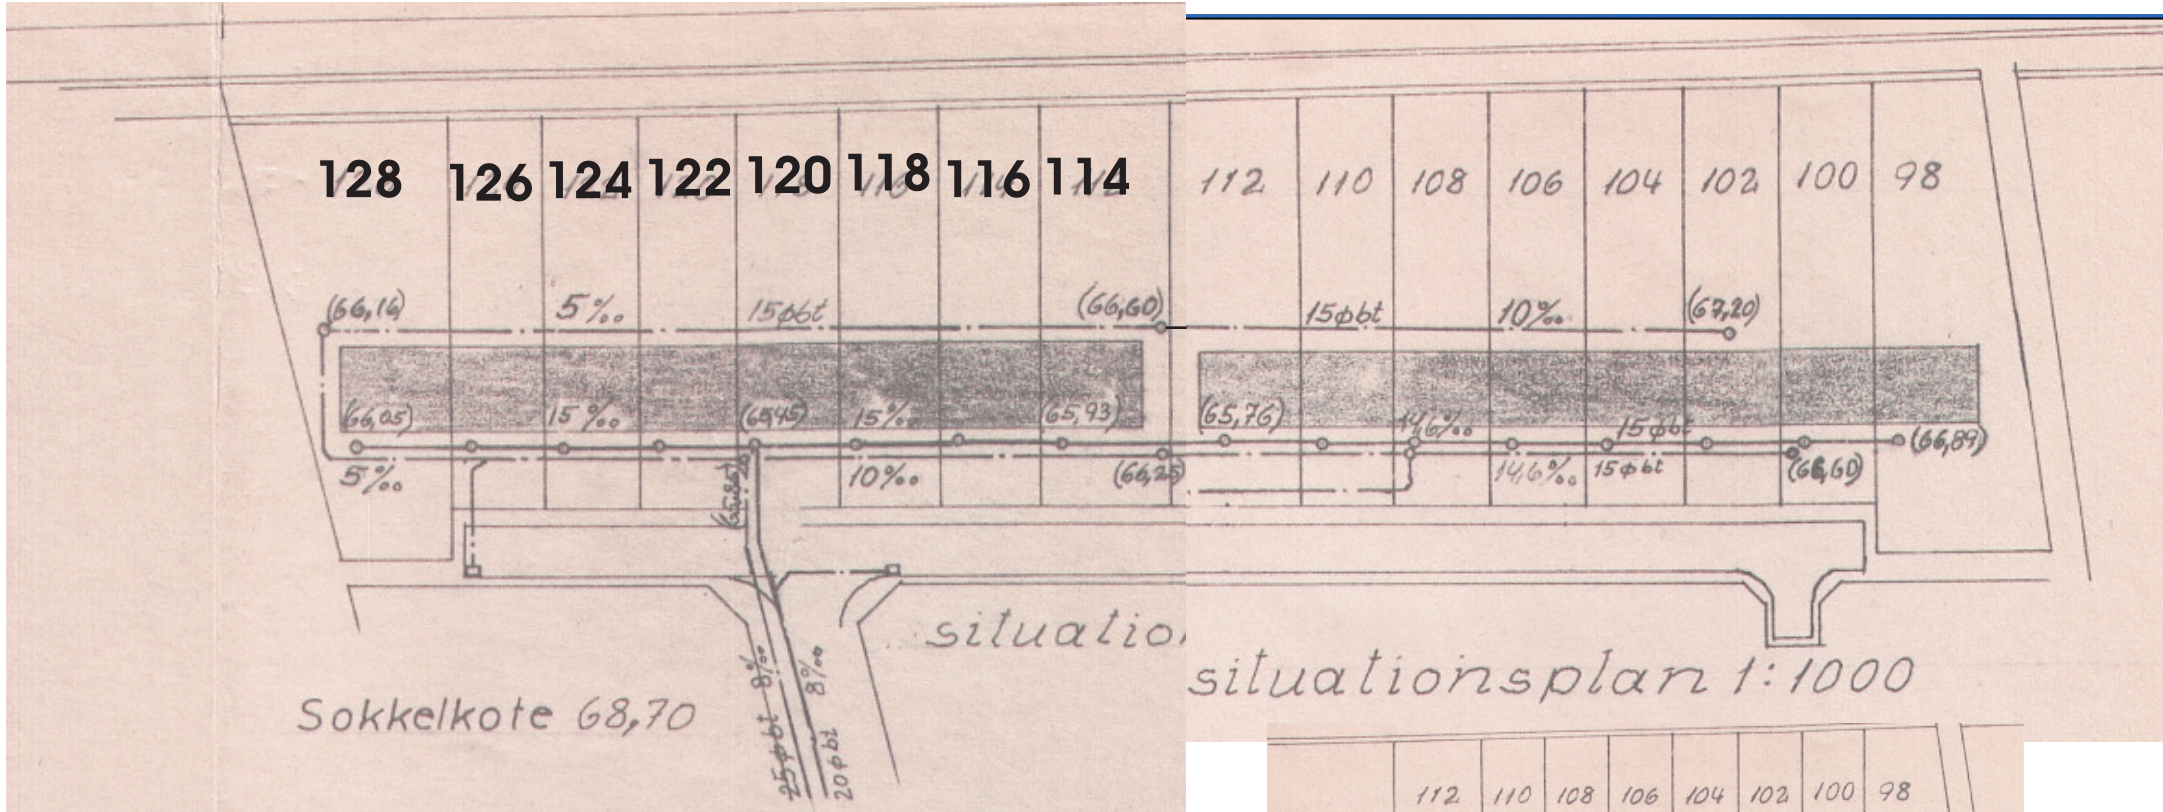 128 126 124 122 120 118 116 114 112 110 108 106 104 102 100 98
(66,16) 5‰ 15φbt (66,60) 15φbt 10‰ (67,20)
(66,05) 15‰ (65,45) 15‰ (65,93) (65,76) 14,6‰ 15φbt (66,89)
5‰ 10‰ (66,25) 14,6‰ 15φbt (66,60)
situatio
situationsplan 1:1000
Sokkelkote 68,70
8‰ 8‰
25φbt 20φbt
112 110 108 106 104 102 100 98